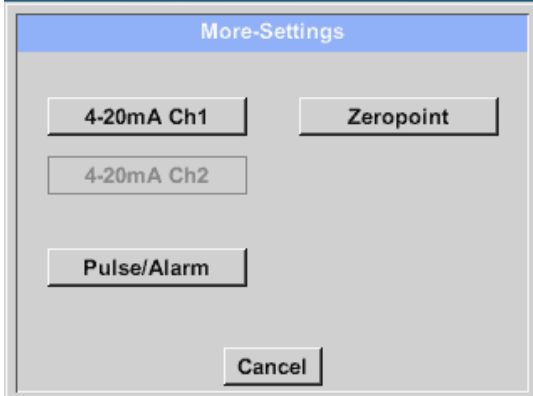 More-Settings
4-20mA Ch1
Zeropoint
4-20mA Ch2
Pulse/Alarm
Cancel